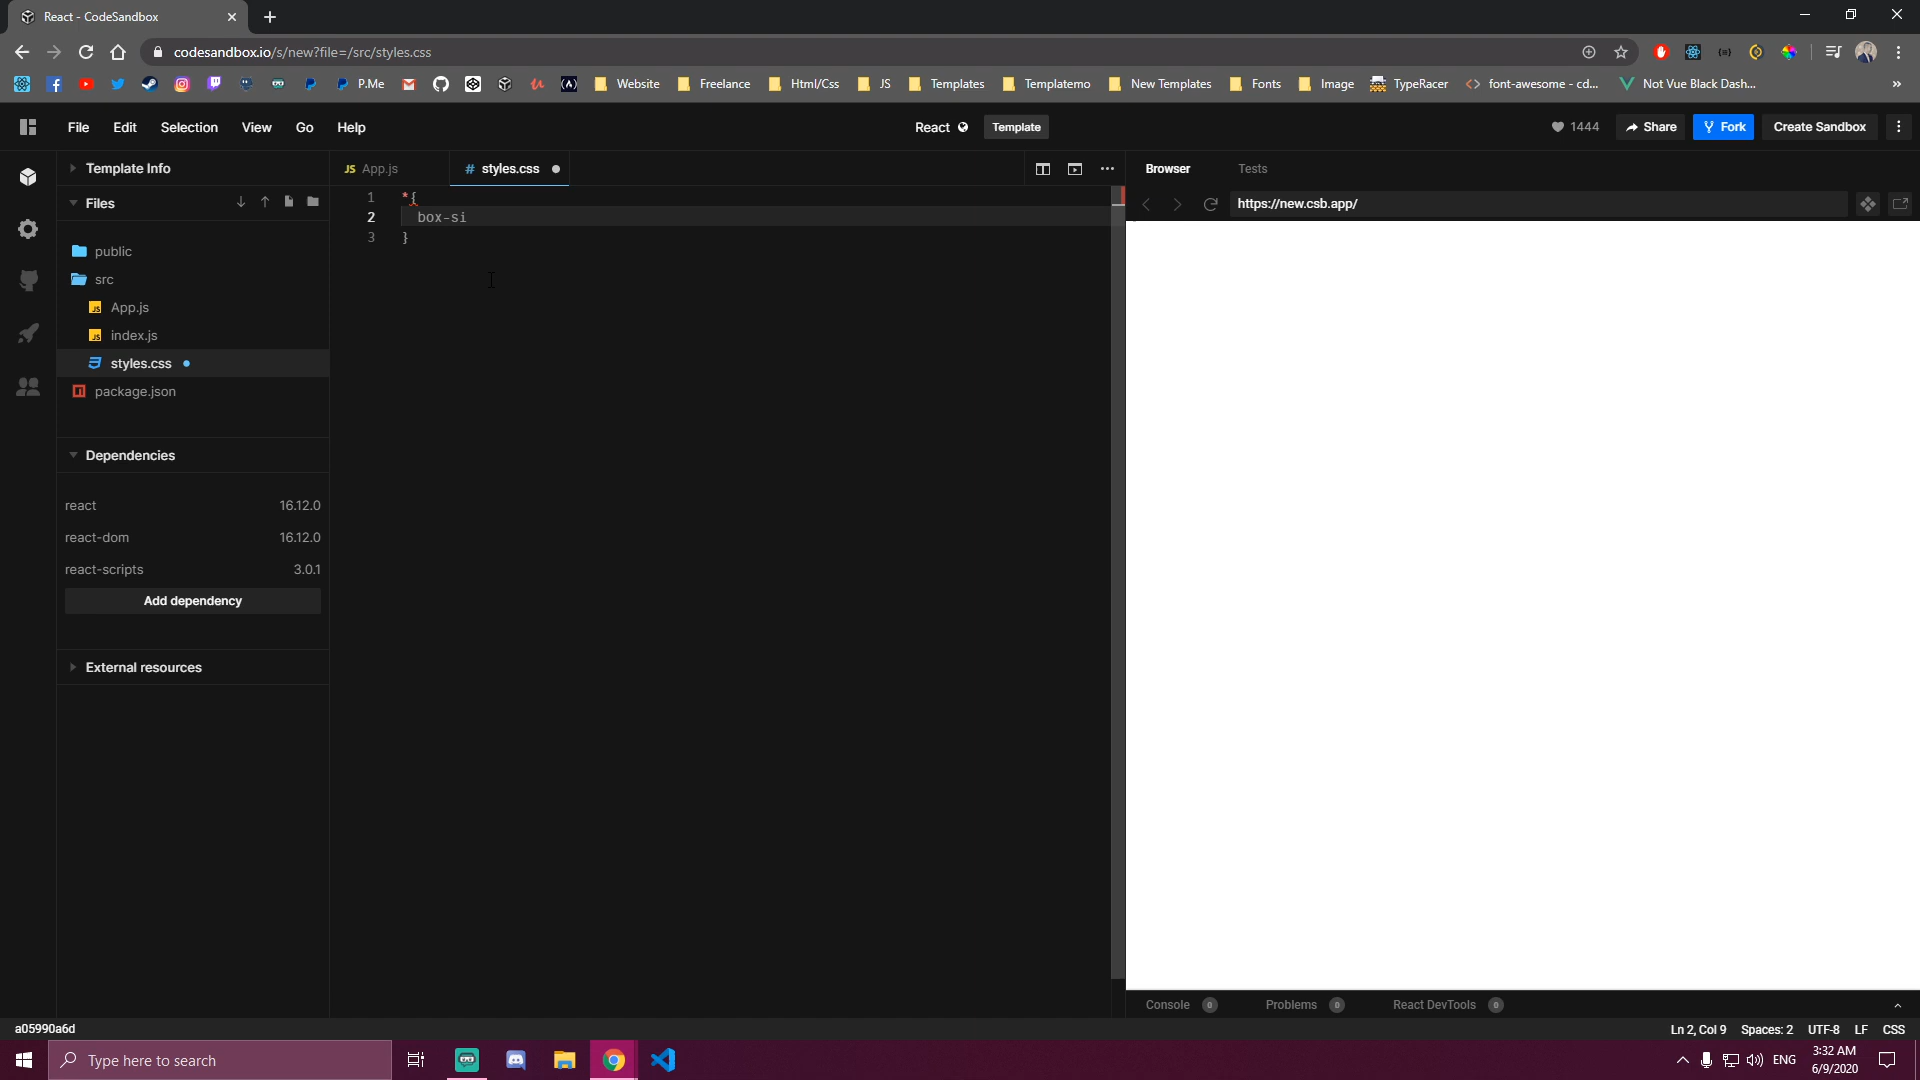 React - CodeSandbox
codesandbox.io/s/new?file=/src/styles.css
P.Me Website Freelance Html/Css JS Templates Templatemo New Templates Fonts Image TypeRacer font-awesome - cd... Not Vue Black Dash... »
File Edit Selection View Go Help React Template 1444 Share Fork Create Sandbox
Template Info
Files
public
src
JS App.js
JS index.js
styles.css
package.json
Dependencies
react 16.12.0
react-dom 16.12.0
react-scripts 3.0.1
Add dependency
External resources
JS App.js # styles.css
1 *{
2 box-si
3 }
Browser Tests
https://new.csb.app/
Console 0 Problems 0 React DevTools 0
a05990a6d Ln 2, Col 9 Spaces: 2 UTF-8 LF CSS
Type here to search ENG 3:32 AM
6/9/2020